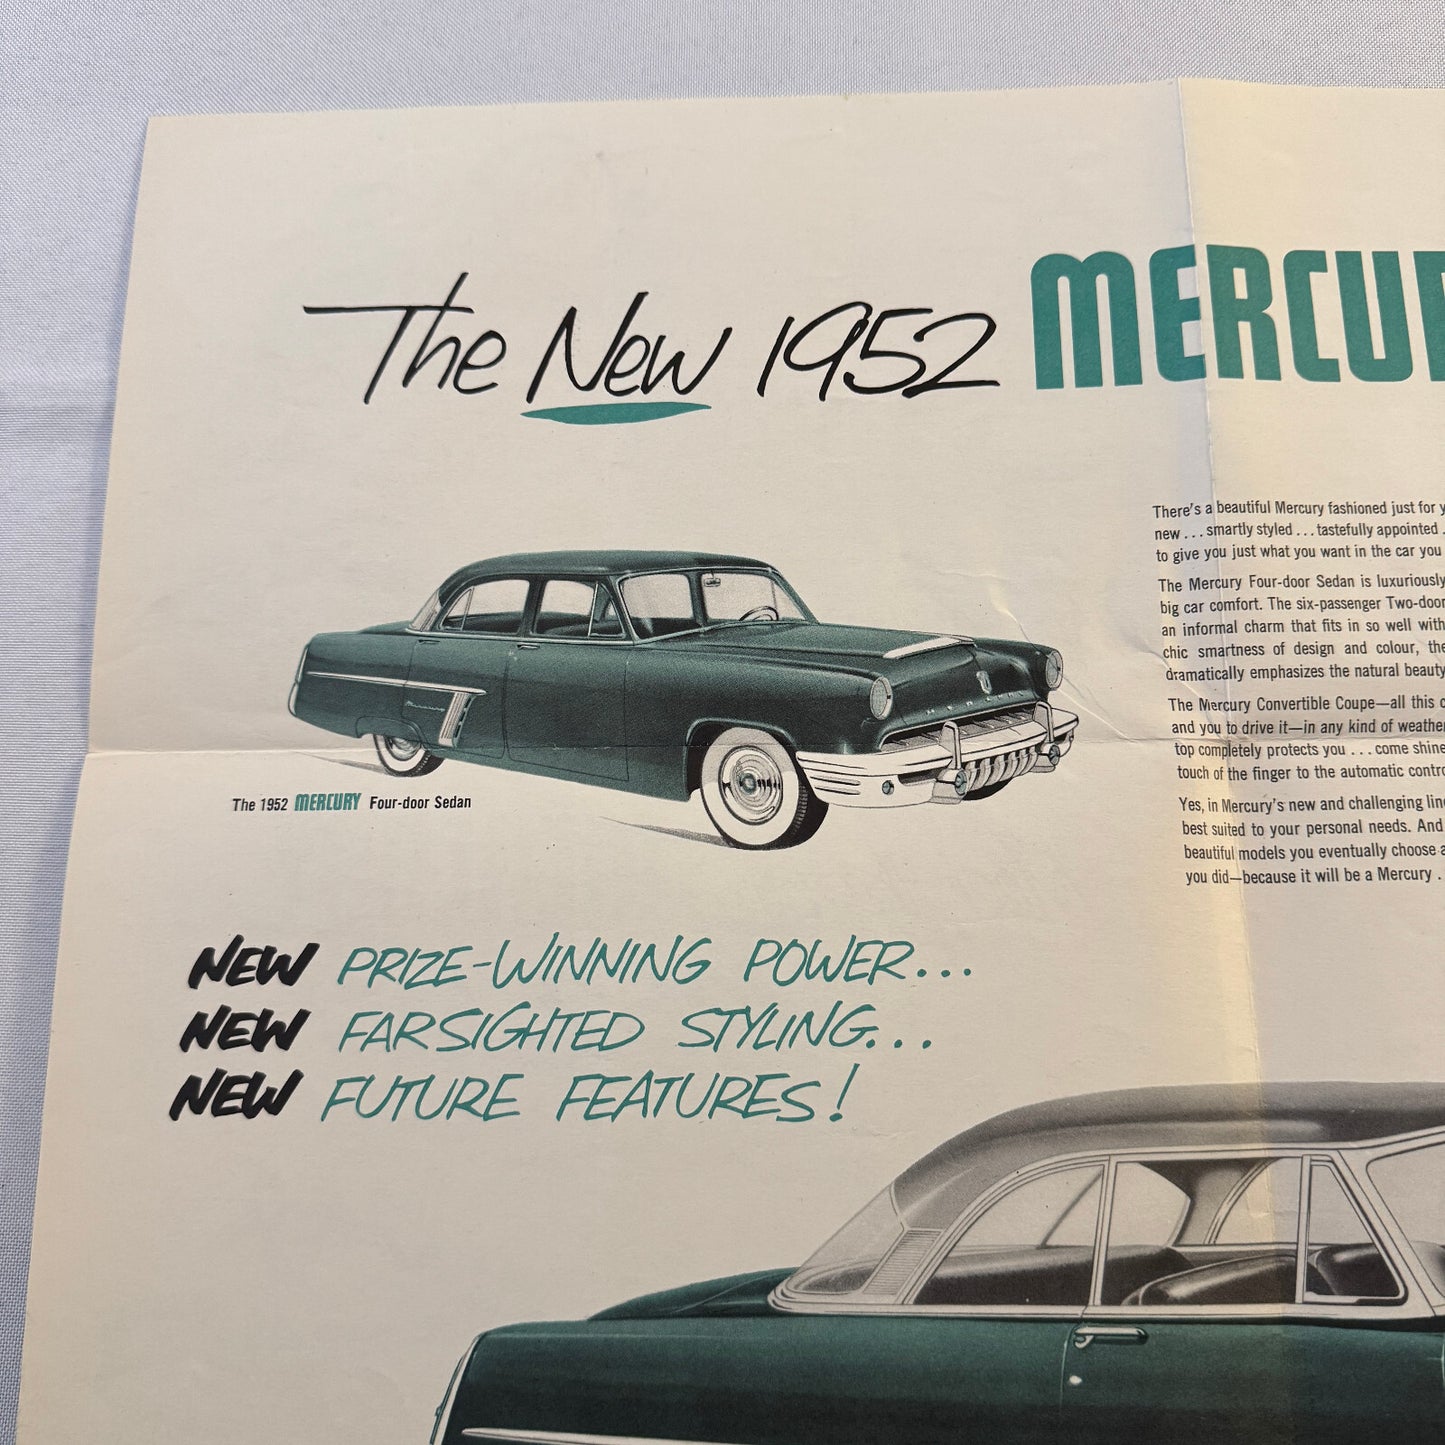 The New 1952 MERCU
There's a beautiful Mercury fashioned just for
new . . . smartly styled . . . tastefully appointed .
to give you just what you want in the car you
The Mercury Four-door Sedan is luxuriously
big car comfort. The six-passenger Two-door
an informal charm that fits in so well with
chic smartness of design and colour, the
dramatically emphasizes the natural beauty
The Mercury Convertible Coupe—all this
and you to drive it—in any kind of weather
top completely protects you . . . come shine
touch of the finger to the automatic
Yes, in Mercury's new and challenging
best suited to your personal needs. And
beautiful models you eventually choose
you did—because it will be a Mercury .
MERCURY
The 1952 MERCURY Four-door Sedan
NEW PRIZE-WINNING POWER...
NEW FARSIGHTED STYLING...
NEW FUTURE FEATURES!